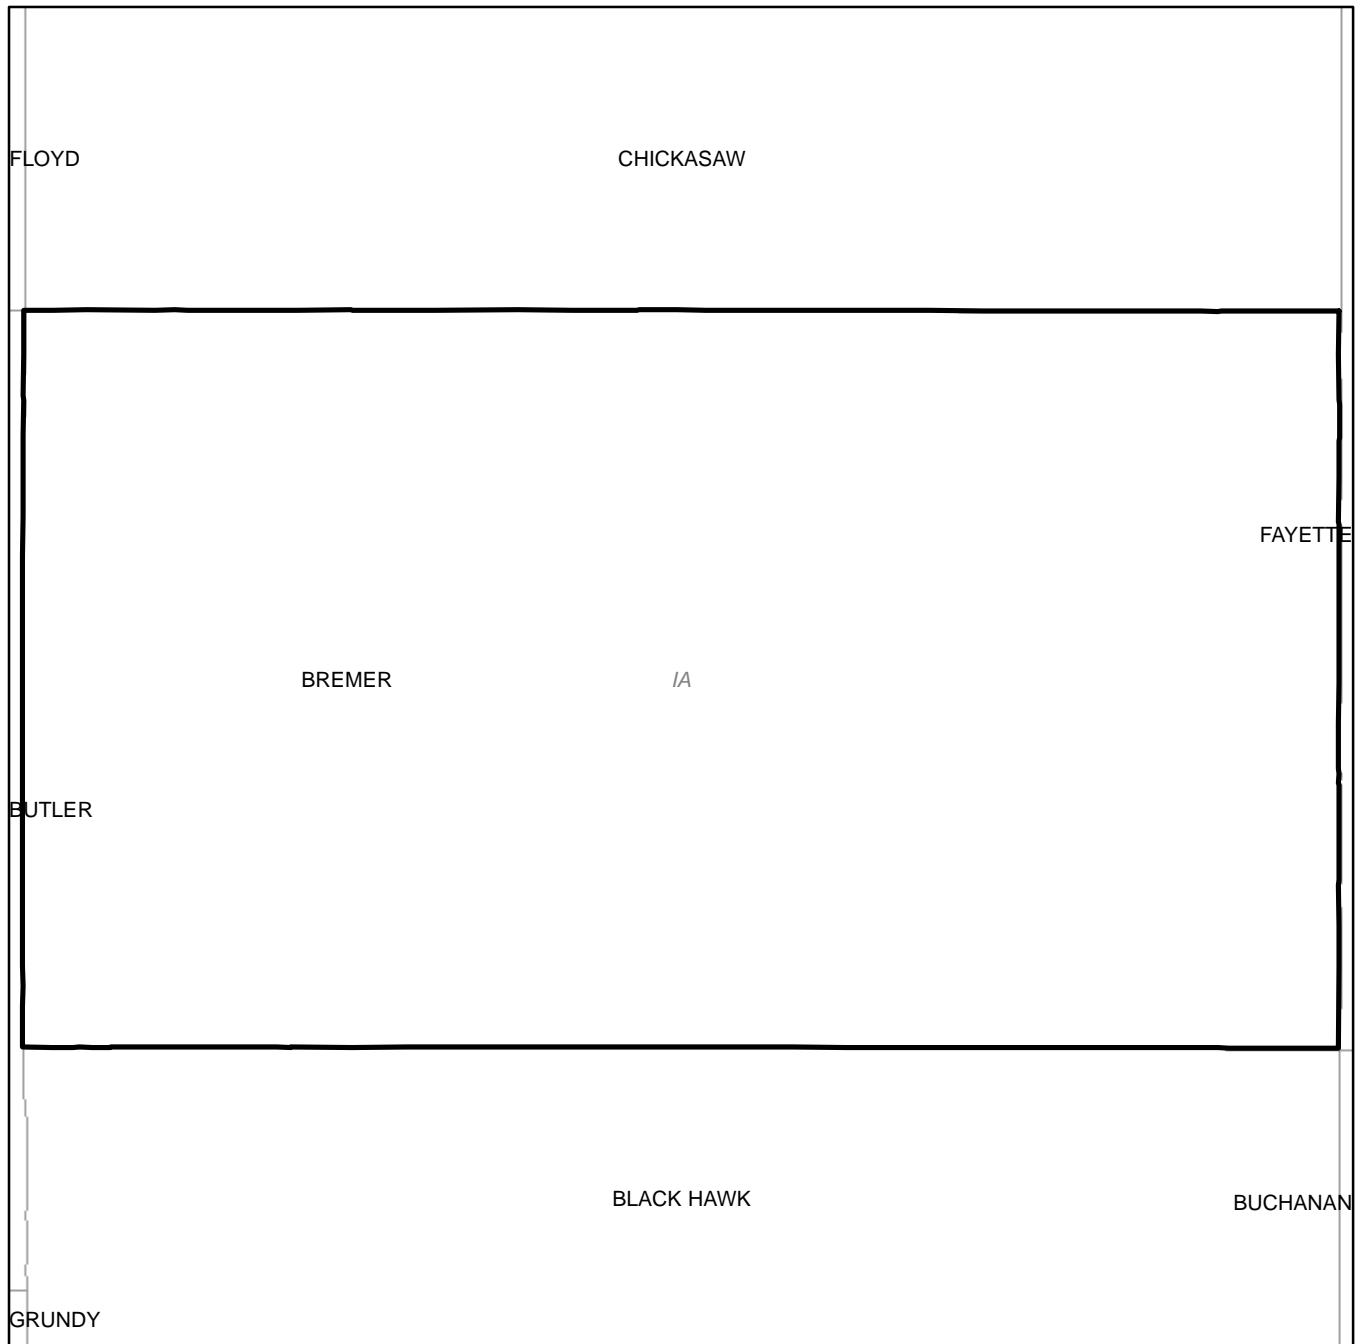 FLOYD
CHICKASAW
FAYETTE
BREMER
IA
BUTLER
BLACK HAWK
BUCHANAN
GRUNDY